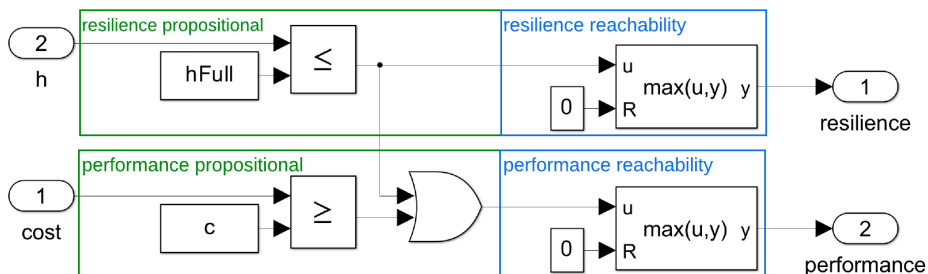 resilience propositional
resilience reachability
2
h
hFull
≤
u
max(u,y)
y
0
R
1
resilience
performance propositional
performance reachability
1
cost
c
≥
u
max(u,y)
y
0
R
2
performance